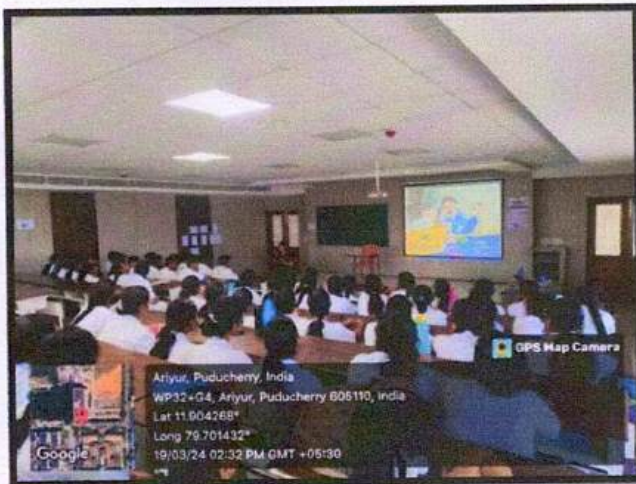 GPS Map Camera
Ariyur, Puducherry, India
WP32+G4, Ariyur, Puducherry 605110, India
Lat 11.904268°
Long 79.701432°
19/03/24 02:32 PM GMT +05:30
Google